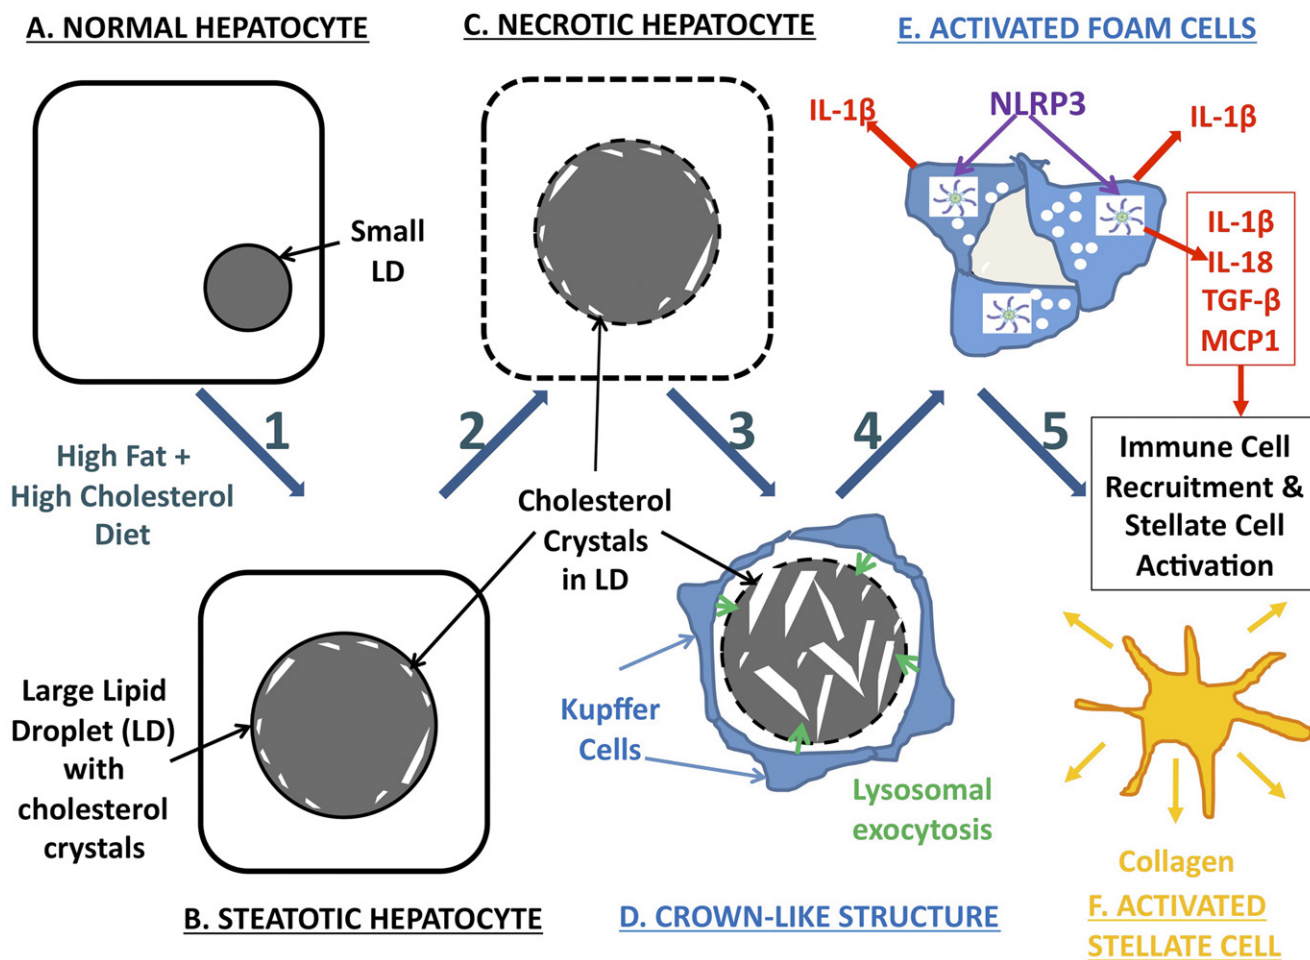 A. NORMAL HEPATOCYTE
Small
LD
1
High Fat +
High Cholesterol
Diet
Large Lipid
Droplet (LD)
with
cholesterol
crystals
B. STEATOTIC HEPATOCYTE
2
C. NECROTIC HEPATOCYTE
Cholesterol
Crystals
in LD
3
Kupffer
Cells
Lysosomal
exocytosis
D. CROWN-LIKE STRUCTURE
4
E. ACTIVATED FOAM CELLS
IL-1β
NLRP3
IL-1β
IL-1β
IL-18
TGF-β
MCP1
5
Immune Cell
Recruitment &
Stellate Cell
Activation
Collagen
F. ACTIVATED
STELLATE CELL